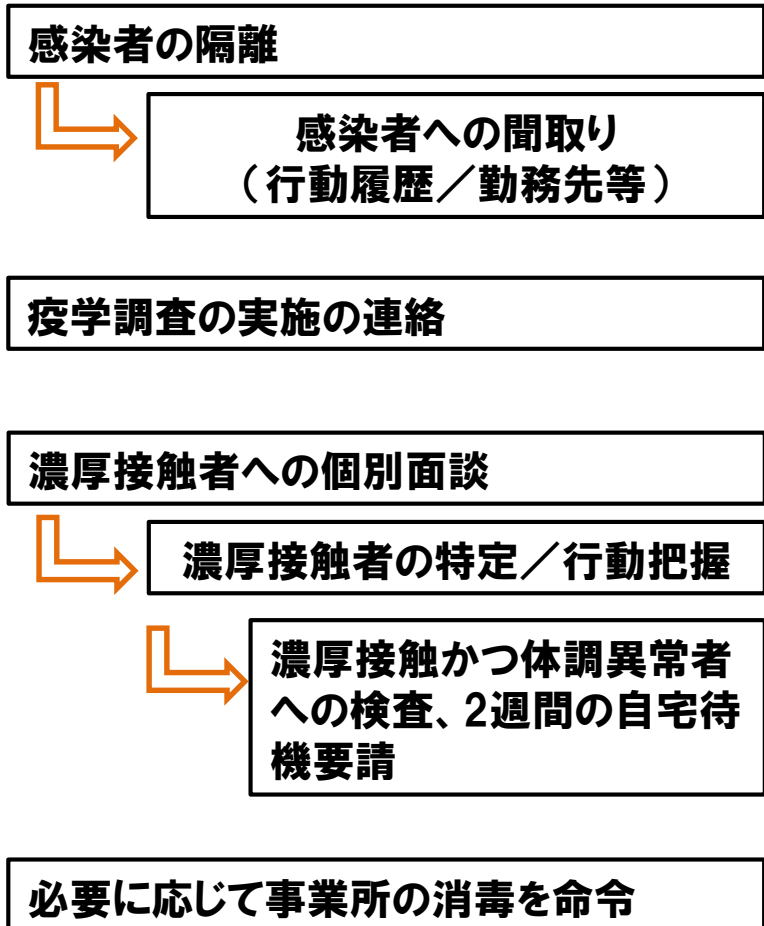 感染者の隔離
感染者への聞取り
（行動履歴／勤務先等）
疫学調査の実施の連絡
濃厚接触者への個別面談
濃厚接触者の特定／行動把握
濃厚接触かつ体調異常者
への検査、2週間の自宅待
機要請
必要に応じて事業所の消毒を命令